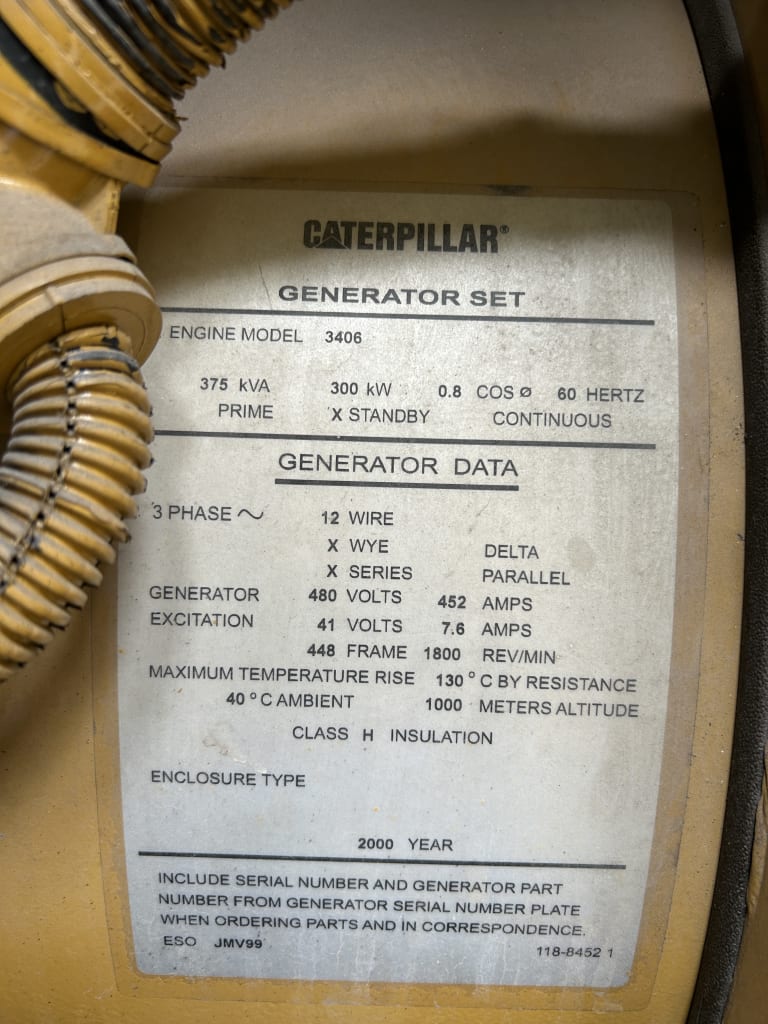 CATERPILLAR®
GENERATOR SET
ENGINE MODEL 3406
375 kVA 300 kW 0.8 COS ø 60 HERTZ
PRIME X STANDBY CONTINUOUS
GENERATOR DATA
3 PHASE ~ 12 WIRE
X WYE DELTA
X SERIES PARALLEL
GENERATOR 480 VOLTS 452 AMPS
EXCITATION 41 VOLTS 7.6 AMPS
448 FRAME 1800 REV/MIN
MAXIMUM TEMPERATURE RISE 130 °C BY RESISTANCE
40 °C AMBIENT 1000 METERS ALTITUDE
CLASS H INSULATION
ENCLOSURE TYPE
2000 YEAR
INCLUDE SERIAL NUMBER AND GENERATOR PART
NUMBER FROM GENERATOR SERIAL NUMBER PLATE
WHEN ORDERING PARTS AND IN CORRESPONDENCE.
ESO JMV99 118-8452 1